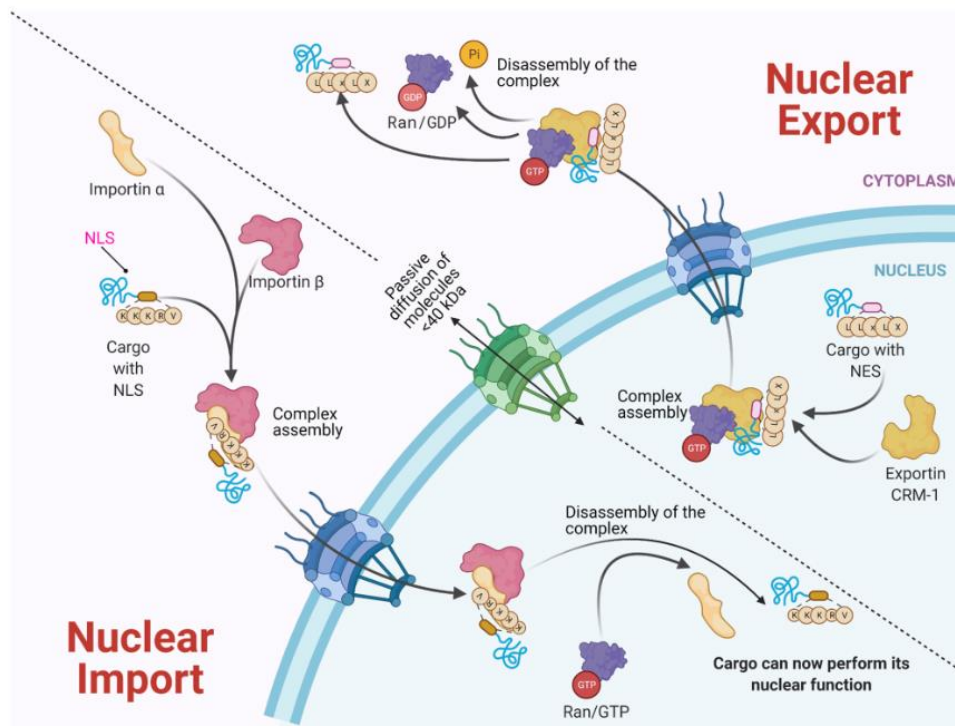 Nuclear
Export
Pi
Disassembly of the
complex
L L x L X
GDP
Ran/GDP
GTP
X L x L L
CYTOPLASM
NUCLEUS
Importin α
NLS
Importin β
K K K R V
Cargo
with
NLS
Complex
assembly
V R K K K
Passive
diffusion of
molecules
<40 kDa
L L x L X
Cargo with
NES
Complex
assembly
X L x L L
GTP
Exportin
CRM-1
Disassembly of the
complex
V R K K K
K K K R V
GTP
Ran/GTP
Cargo can now perform its
nuclear function
Nuclear
Import